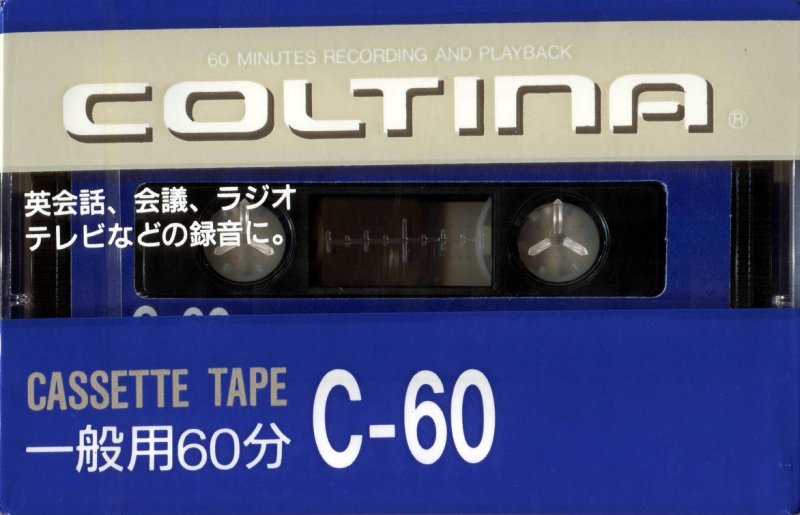 60 MINUTES RECORDING AND PLAYBACK
COLTINA ®
英会話、会議、ラジオ
テレビなどの録音に。
CASSETTE TAPE
一般用60分
C-60